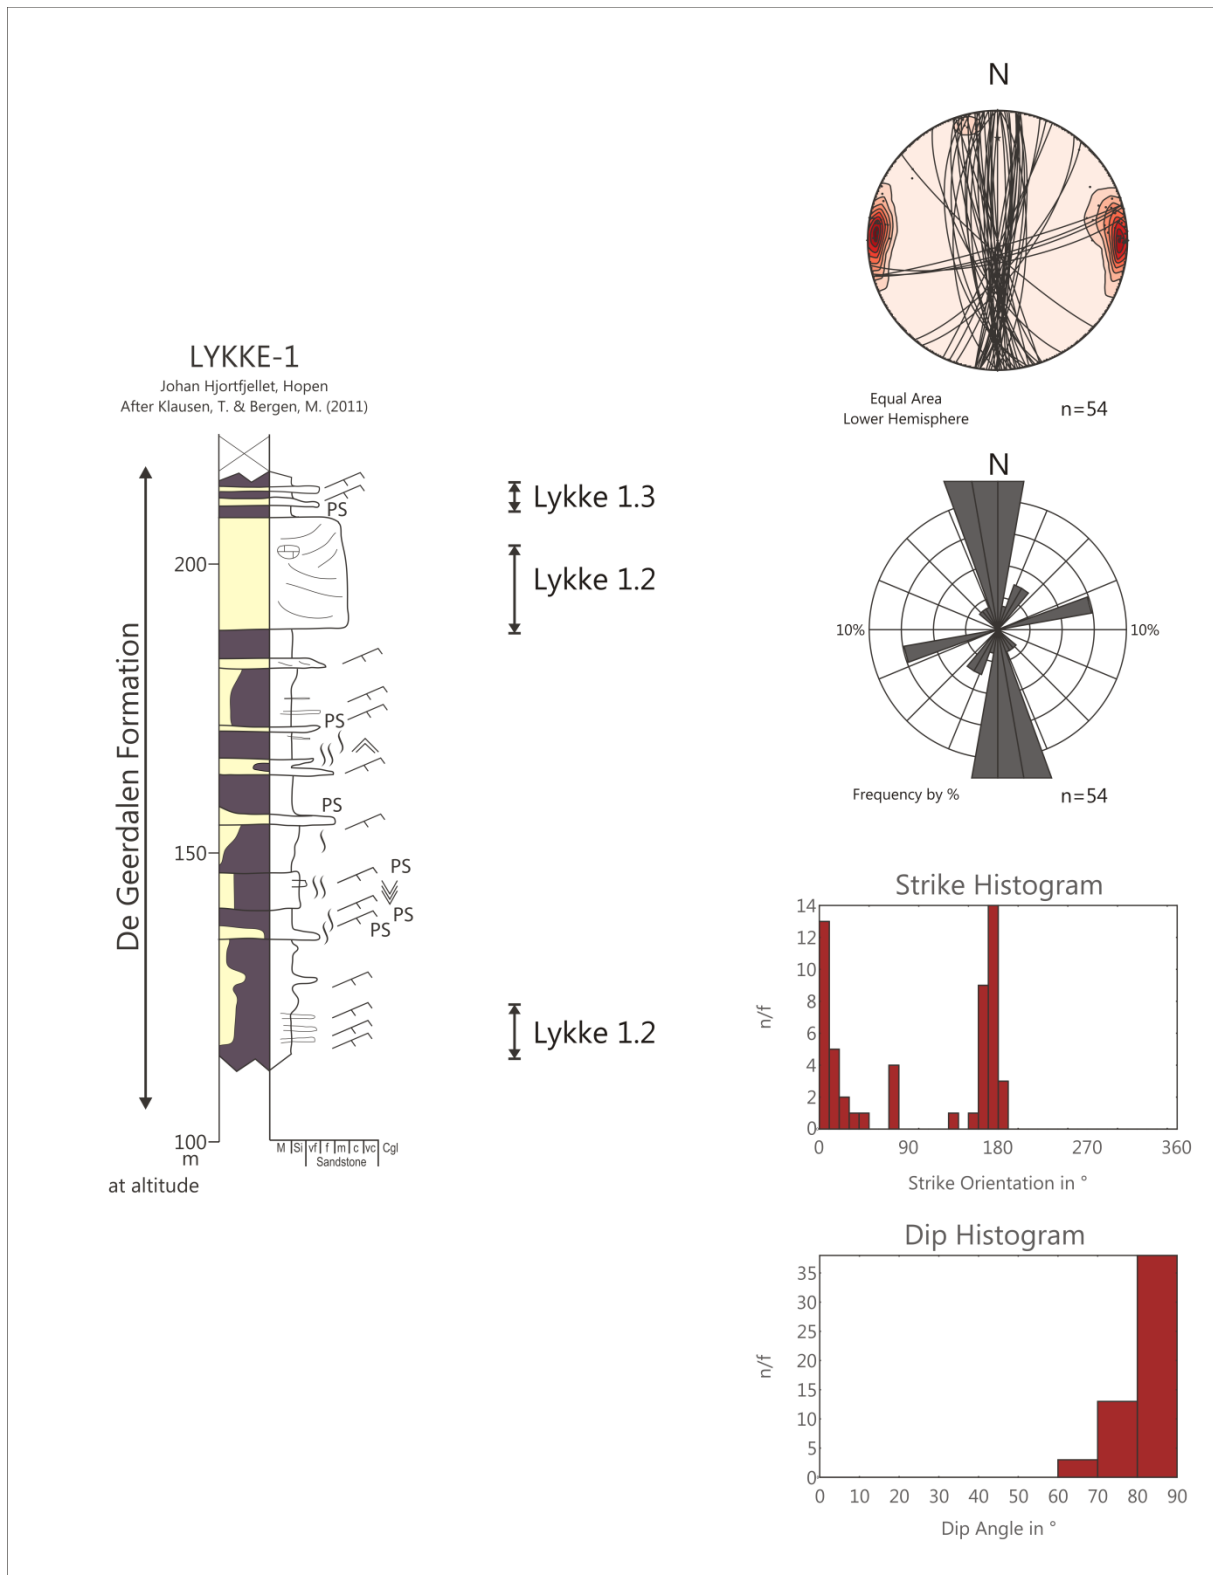 LYKKE-1
Johan Hjortfjellet, Hopen
After Klausen, T. & Bergen, M. (2011)
De Geerdalen Formation
200
150
100
m
at altitude
PS
PS
PS
PS
PS
PS
M Si vf f m c vc Cgl
Sandstone
Lykke 1.3
Lykke 1.2
Lykke 1.2
N
Equal Area
Lower Hemisphere
n=54
N
10%
10%
Frequency by %
n=54
Strike Histogram
n/f
14
12
10
8
6
4
2
0
0 90 180 270 360
Strike Orientation in °
Dip Histogram
n/f
35
30
25
20
15
10
5
0
0 10 20 30 40 50 60 70 80 90
Dip Angle in °